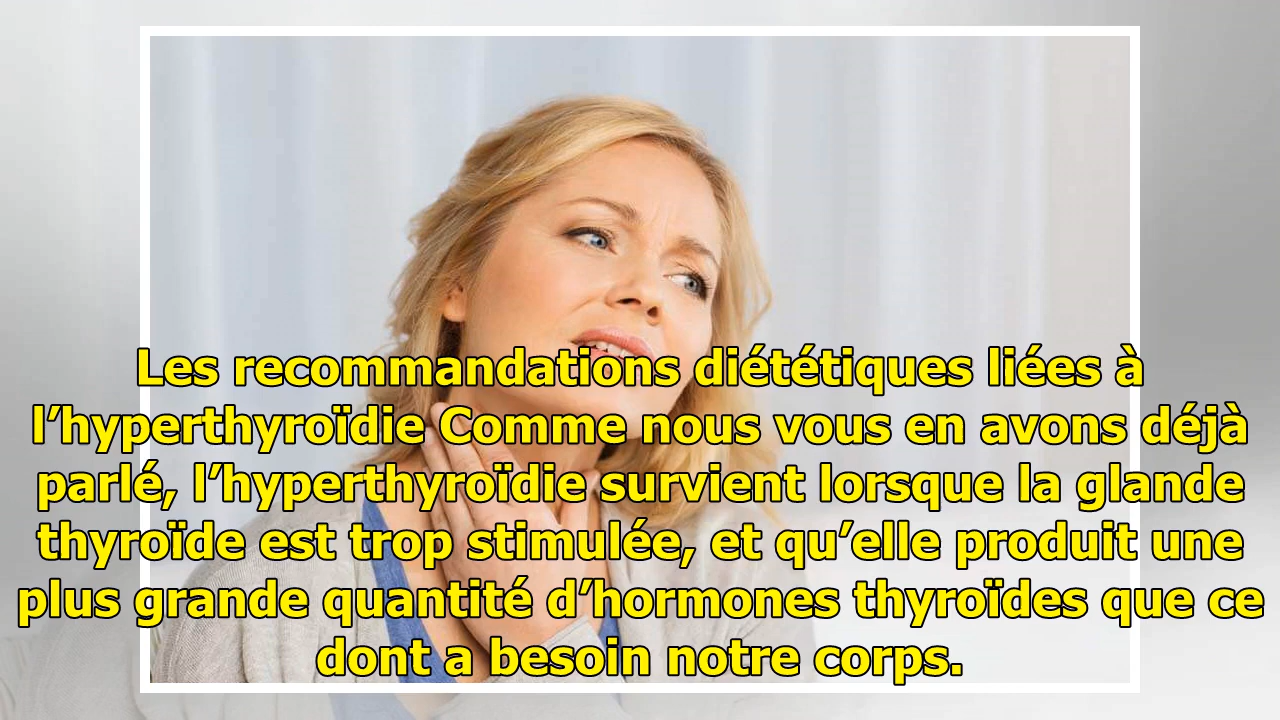 Les recommandations diététiques liées à
l’hyperthyroïdie Comme nous vous en avons déjà
parlé, l’hyperthyroïdie survient lorsque la glande
thyroïde est trop stimulée, et qu’elle produit une
plus grande quantité d’hormones thyroïdes que ce
dont a besoin notre corps.